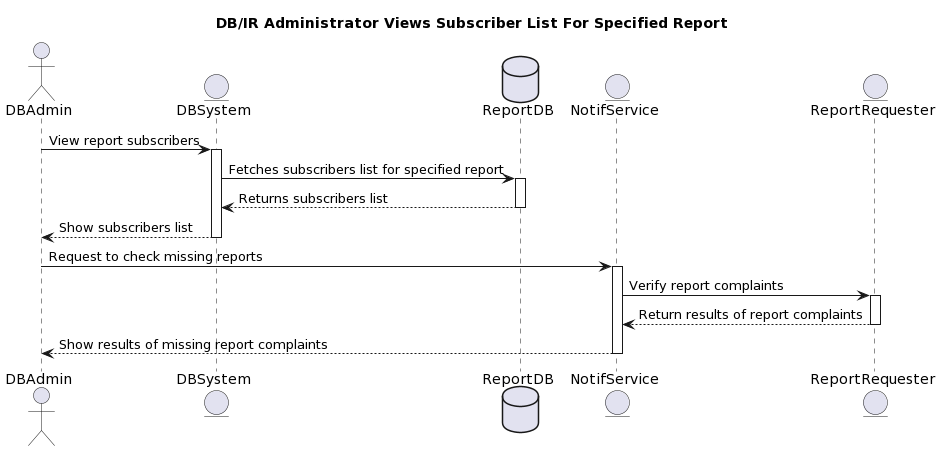 DB/IR Administrator Views Subscriber List For Specified Report
DBAdmin
DBSystem
ReportDB
NotifService
ReportRequester
View report subscribers
Fetches subscribers list for specified report
Returns subscribers list
Show subscribers list
Request to check missing reports
Verify report complaints
Return results of report complaints
Show results of missing report complaints
DBAdmin
DBSystem
ReportDB
NotifService
ReportRequester